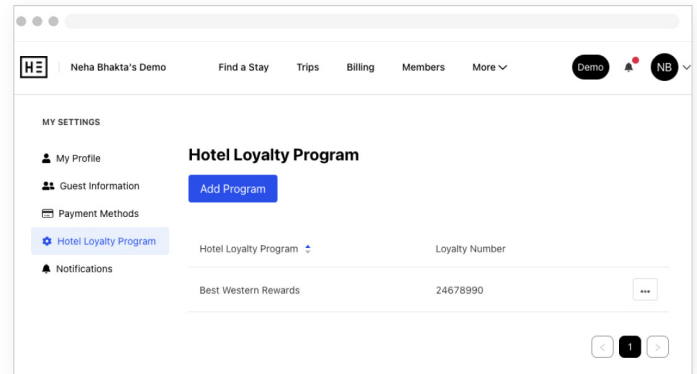 HE Neha Bhakta's Demo Find a Stay Trips Billing Members More Demo NB
MY SETTINGS
My Profile
Guest Information
Payment Methods
Hotel Loyalty Program
Notifications
Hotel Loyalty Program
Add Program
Hotel Loyalty Program Loyalty Number
Best Western Rewards 24678990 •••
< 1 >